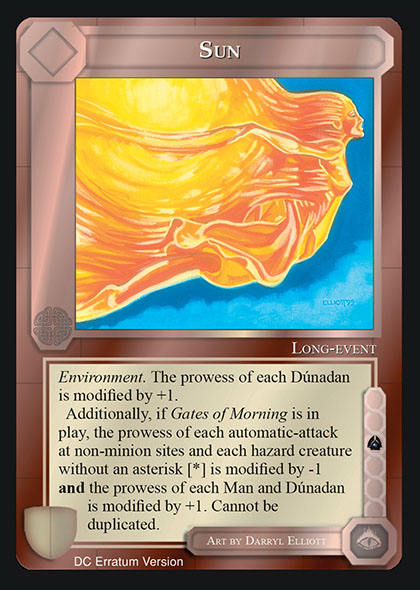 SUN
ELLIOTT '95
LONG-EVENT
Environment. The prowess of each Dúnadan
is modified by +1.
Additionally, if Gates of Morning is in
play, the prowess of each automatic-attack
at non-minion sites and each hazard creature
without an asterisk [*] is modified by -1
and the prowess of each Man and Dúnadan
is modified by +1. Cannot be
duplicated.
ART BY DARRYL ELLIOTT
DC Erratum Version